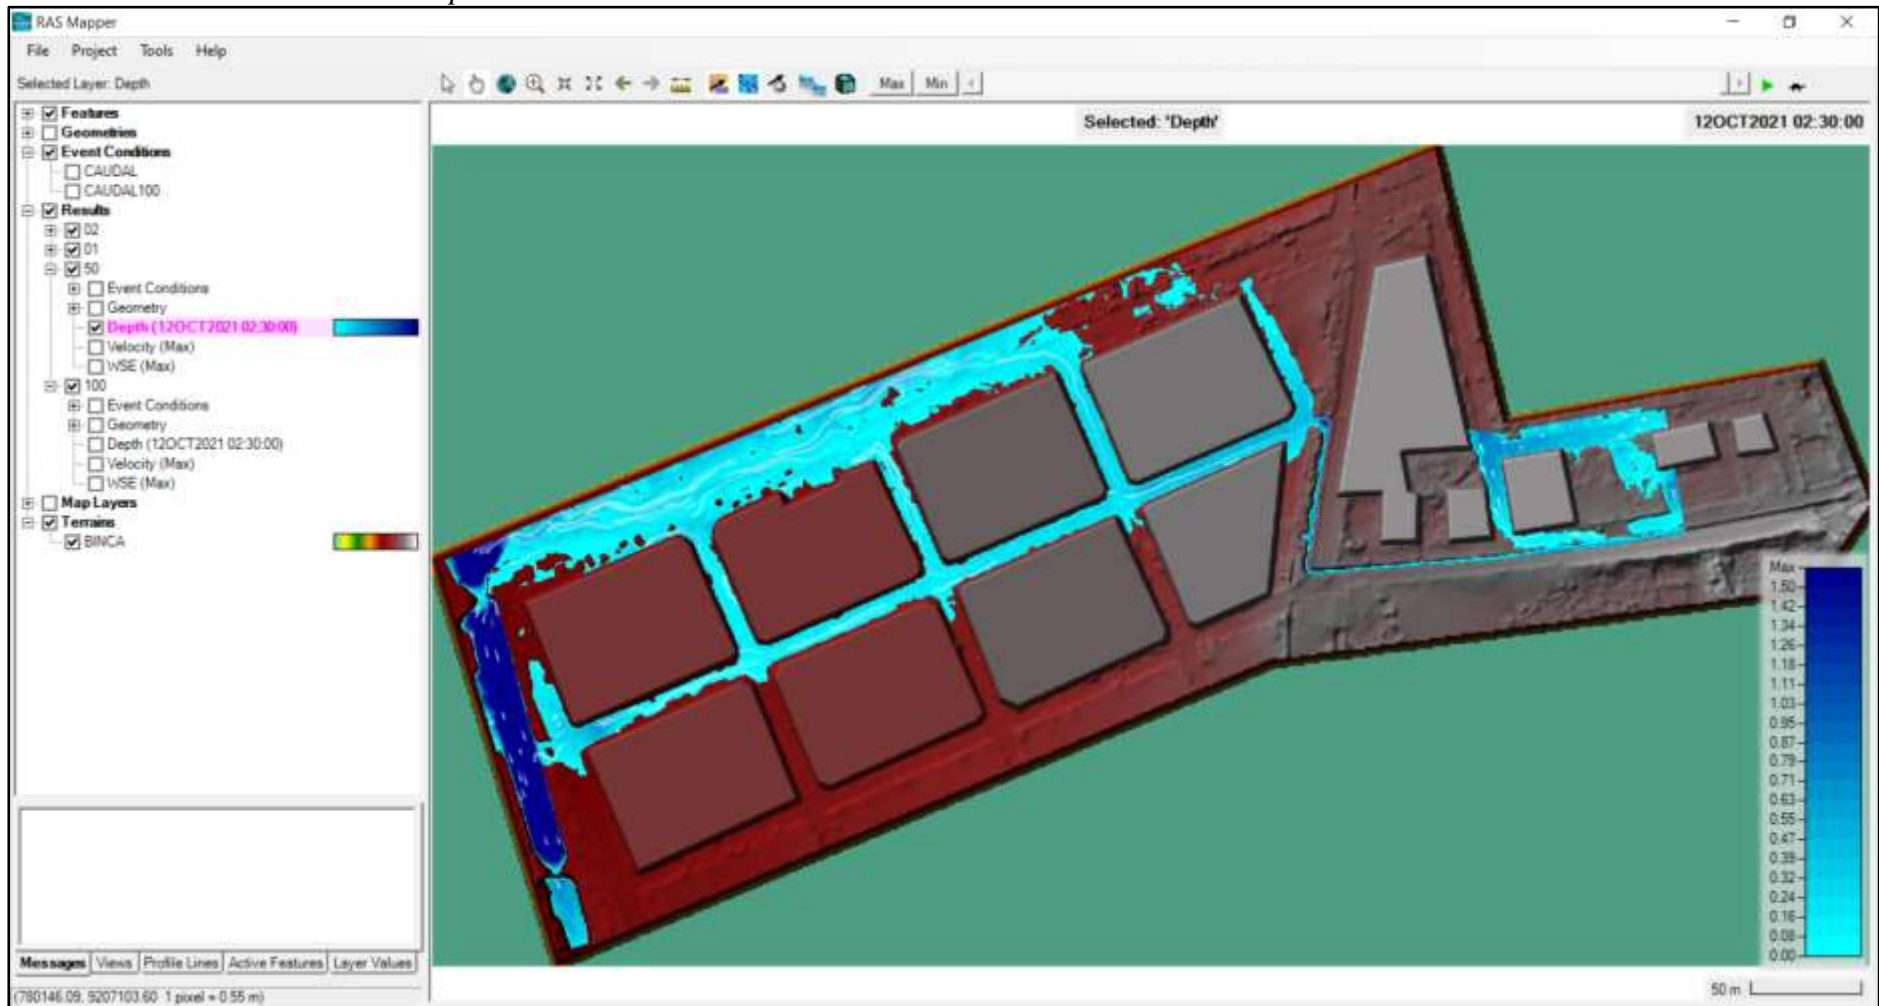 RAS Mapper
File Project Tools Help
Selected Layer: Depth
Max Min
Features
Geometries
Event Conditions
CAUDAL
CAUDAL100
Results
02
01
50
Event Conditions
Geometry
Depth (12OCT2021 02:30:00)
Velocity (Max)
WSE (Max)
100
Event Conditions
Geometry
Depth (12OCT2021 02:30:00)
Velocity (Max)
WSE (Max)
Map Layers
Terrains
BINCA
Selected: 'Depth'
12OCT2021 02:30:00
Max
1.50
1.42
1.34
1.26
1.18
1.11
1.03
0.95
0.87
0.79
0.71
0.63
0.55
0.47
0.39
0.32
0.24
0.16
0.08
0.00
50 m
Messages Views Profile Lines Active Features Layer Values
(780146.09, 9207103.60 1 pixel = 0.55 m)